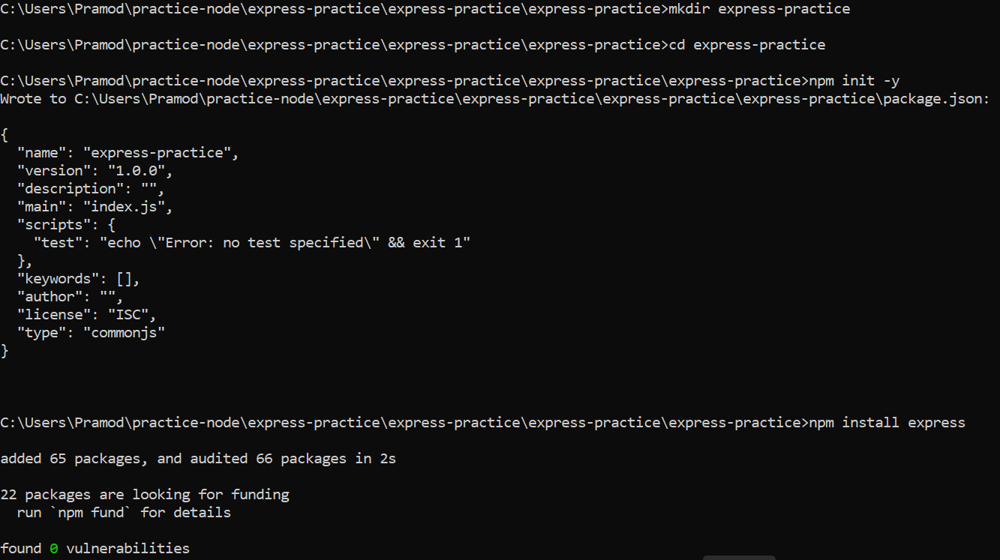 C:\Users\Pramod\practice-node\express-practice\express-practice\express-practice>mkdir express-practice
C:\Users\Pramod\practice-node\express-practice\express-practice\express-practice>cd express-practice
C:\Users\Pramod\practice-node\express-practice\express-practice\express-practice\express-practice>npm init -y
Wrote to C:\Users\Pramod\practice-node\express-practice\express-practice\express-practice\express-practice\package.json:
{
  "name": "express-practice",
  "version": "1.0.0",
  "description": "",
  "main": "index.js",
  "scripts": {
    "test": "echo \"Error: no test specified\" && exit 1"
  },
  "keywords": [],
  "author": "",
  "license": "ISC",
  "type": "commonjs"
}
C:\Users\Pramod\practice-node\express-practice\express-practice\express-practice\express-practice>npm install express
added 65 packages, and audited 66 packages in 2s
22 packages are looking for funding
  run `npm fund` for details
found 0 vulnerabilities